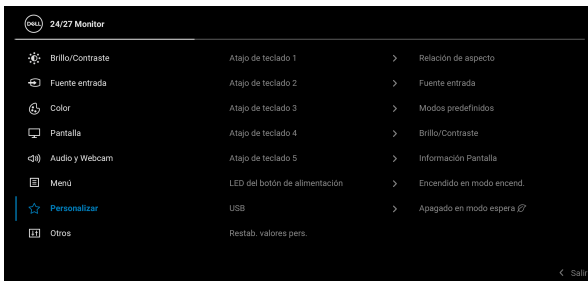 DELL 24/27 Monitor
Brillo/Contraste Atajo de teclado 1 Relación de aspecto
Fuente entrada Atajo de teclado 2 Fuente entrada
Color Atajo de teclado 3 Modos predefinidos
Pantalla Atajo de teclado 4 Brillo/Contraste
Audio y Webcam Atajo de teclado 5 Información Pantalla
Menú LED del botón de alimentación Encendido en modo encend.
Personalizar USB Apagado en modo espera
Otros Restab. valores pers.
Salir